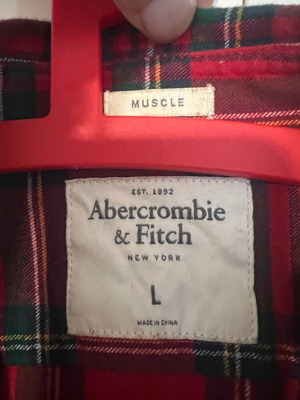 MUSCLE
EST. 1892
Abercrombie
& Fitch
NEW YORK
L
MADE IN CHINA